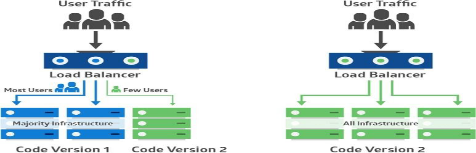 User Traffic
Load Balancer
Most Users
Few Users
Majority Infrastructure
Code Version 1
Code Version 2
User Traffic
Load Balancer
All Infrastructure
Code Version 2